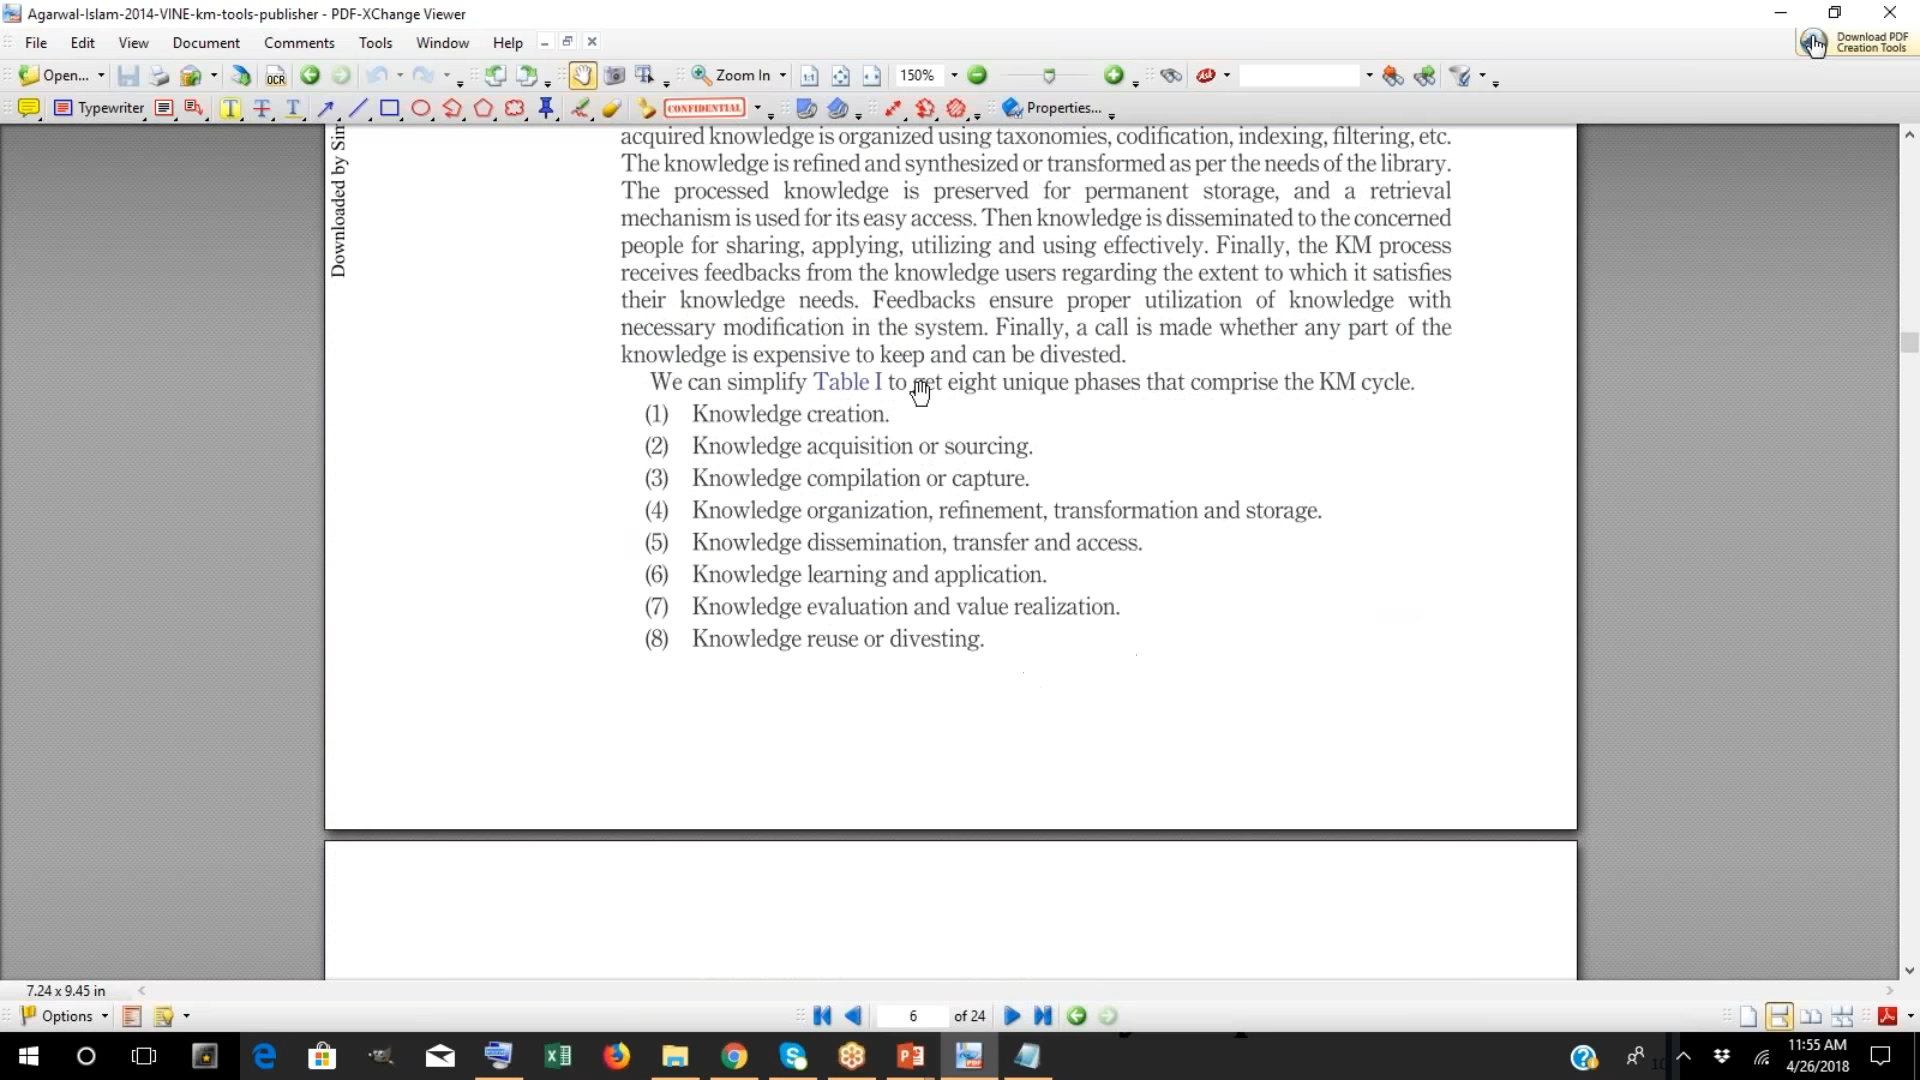 Agarwal-Islam-2014-VINE-km-tools-publisher - PDF-XChange Viewer
File Edit View Document Comments Tools Window Help
Download PDF
Creation Tools
Open... OCR Zoom In 1:1 150%
Typewriter T T T CONFIDENTIAL Properties...
Downloaded by Sim
acquired knowledge is organized using taxonomies, codification, indexing, filtering, etc.
The knowledge is refined and synthesized or transformed as per the needs of the library.
The processed knowledge is preserved for permanent storage, and a retrieval
mechanism is used for its easy access. Then knowledge is disseminated to the concerned
people for sharing, applying, utilizing and using effectively. Finally, the KM process
receives feedbacks from the knowledge users regarding the extent to which it satisfies
their knowledge needs. Feedbacks ensure proper utilization of knowledge with
necessary modification in the system. Finally, a call is made whether any part of the
knowledge is expensive to keep and can be divested.
We can simplify Table I to get eight unique phases that comprise the KM cycle.
(1) Knowledge creation.
(2) Knowledge acquisition or sourcing.
(3) Knowledge compilation or capture.
(4) Knowledge organization, refinement, transformation and storage.
(5) Knowledge dissemination, transfer and access.
(6) Knowledge learning and application.
(7) Knowledge evaluation and value realization.
(8) Knowledge reuse or divesting.
7.24 x 9.45 in
Options 6 of 24
11:55 AM
4/26/2018